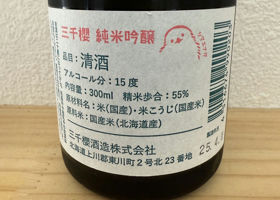 三千櫻 純米吟醸
品目：清酒
アルコール分：15度
内容量：300ml 精米歩合：55%
原材料名：米(国産)・米こうじ(国産米)
原料米：国産米(北海道産)
三千櫻酒造株式会社
北海道上川郡東川町2号北23番地
25.4.